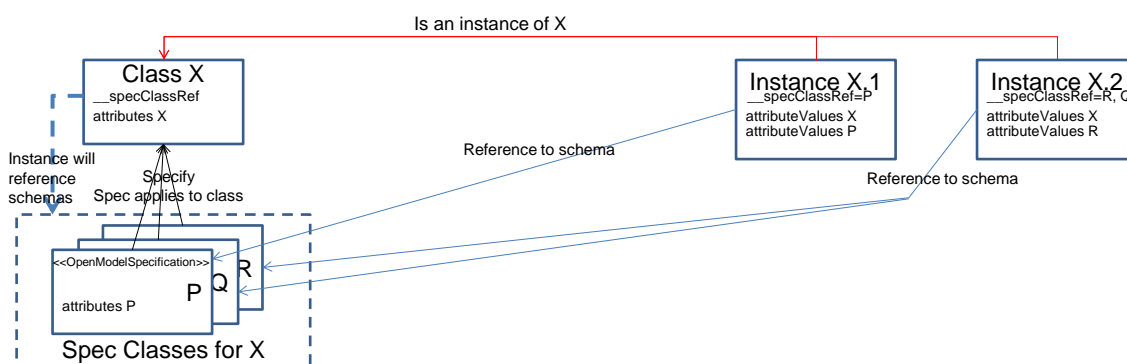 Is an instance of X
Class X
__specClassRef
attributes X
Instance X,1
__specClassRef=P
attributeValues X
attributeValues P
Instance X,2
__specClassRef=R, Q
attributeValues X
attributeValues R
Instance will
reference
schemas
Specify
Spec applies to class
Reference to schema
Reference to schema
<<OpenModelSpecification>>
attributes P
P
Q
R
Spec Classes for X